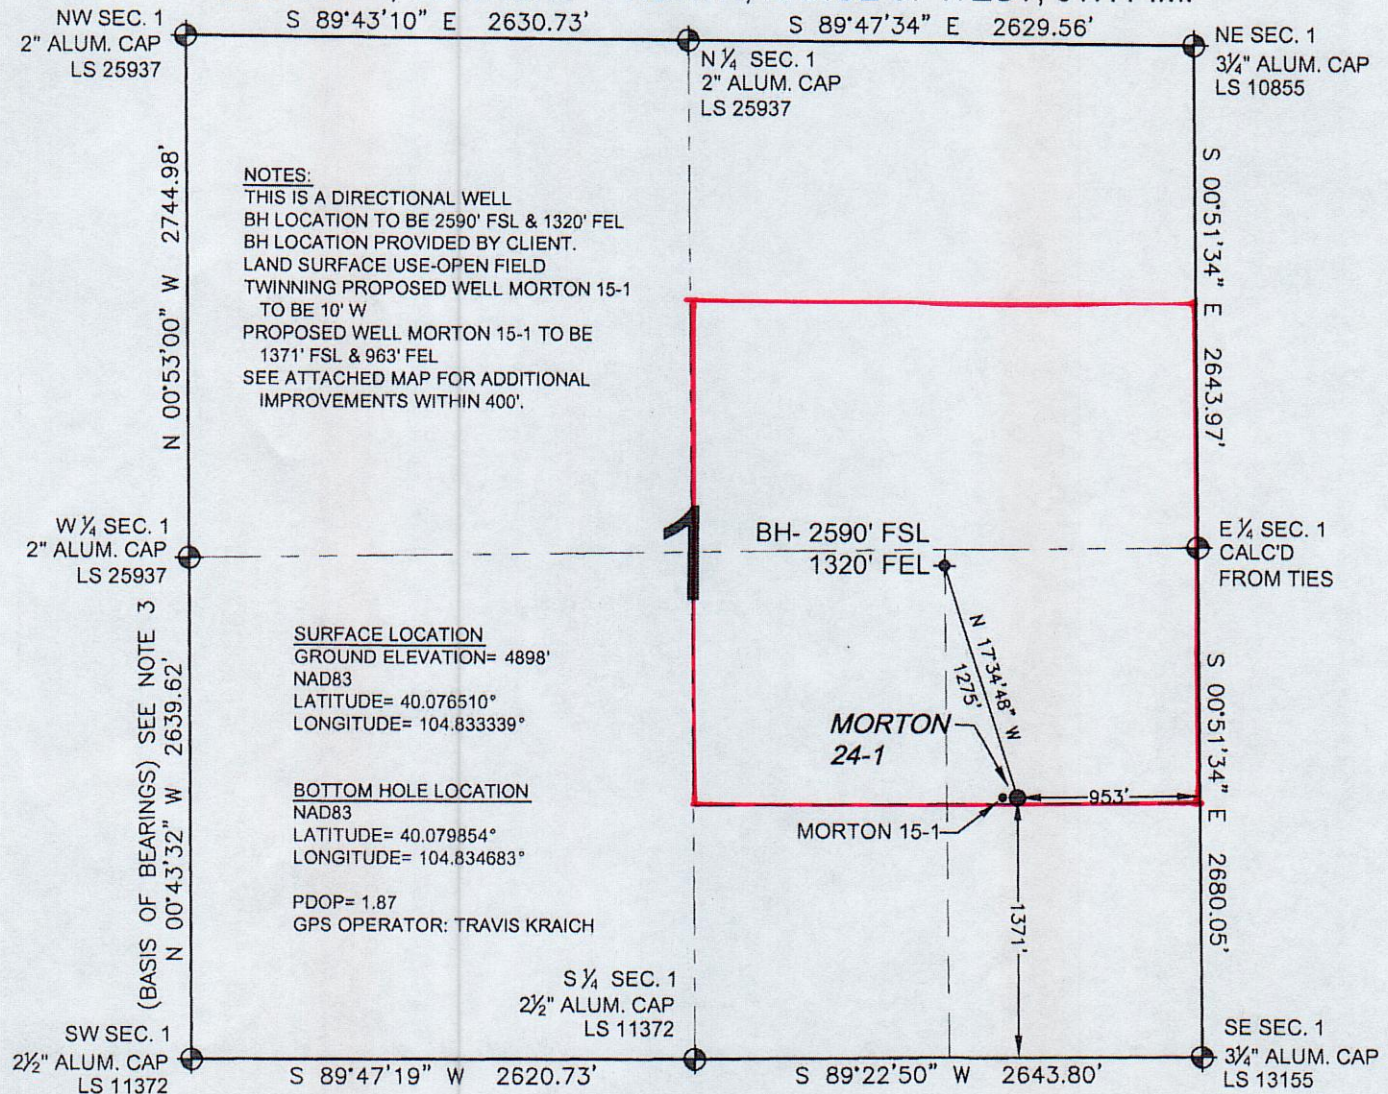 S 89°43'10" E 2630.73'
S 89°47'34" E 2629.56'
NW SEC. 1
2" ALUM. CAP
LS 25937
N ¼ SEC. 1
2" ALUM. CAP
LS 25937
NE SEC. 1
3¼" ALUM. CAP
LS 10855
N 00°53'00" W 2744.98'
S 00°51'34" E 2643.97'
NOTES:
THIS IS A DIRECTIONAL WELL
BH LOCATION TO BE 2590' FSL & 1320' FEL
BH LOCATION PROVIDED BY CLIENT.
LAND SURFACE USE-OPEN FIELD
TWINNING PROPOSED WELL MORTON 15-1
TO BE 10' W
PROPOSED WELL MORTON 15-1 TO BE
1371' FSL & 963' FEL
SEE ATTACHED MAP FOR ADDITIONAL
IMPROVEMENTS WITHIN 400'.
W ¼ SEC. 1
2" ALUM. CAP
LS 25937
1
BH- 2590' FSL
1320' FEL
E ¼ SEC. 1
CALC'D
FROM TIES
(BASIS OF BEARINGS) SEE NOTE 3
N 00°43'32" W 2639.62'
SURFACE LOCATION
GROUND ELEVATION= 4898'
NAD83
LATITUDE= 40.076510°
LONGITUDE= 104.833339°
N 17°34'48" W
1275'
S 00°51'34" E 2680.05'
MORTON
24-1
953'
MORTON 15-1
1371'
BOTTOM HOLE LOCATION
NAD83
LATITUDE= 40.079854°
LONGITUDE= 104.834683°
PDOP= 1.87
GPS OPERATOR: TRAVIS KRAICH
S ¼ SEC. 1
2½" ALUM. CAP
LS 11372
SW SEC. 1
2½" ALUM. CAP
LS 11372
SE SEC. 1
3¼" ALUM. CAP
LS 13155
S 89°47'19" W 2620.73'
S 89°22'50" W 2643.80'